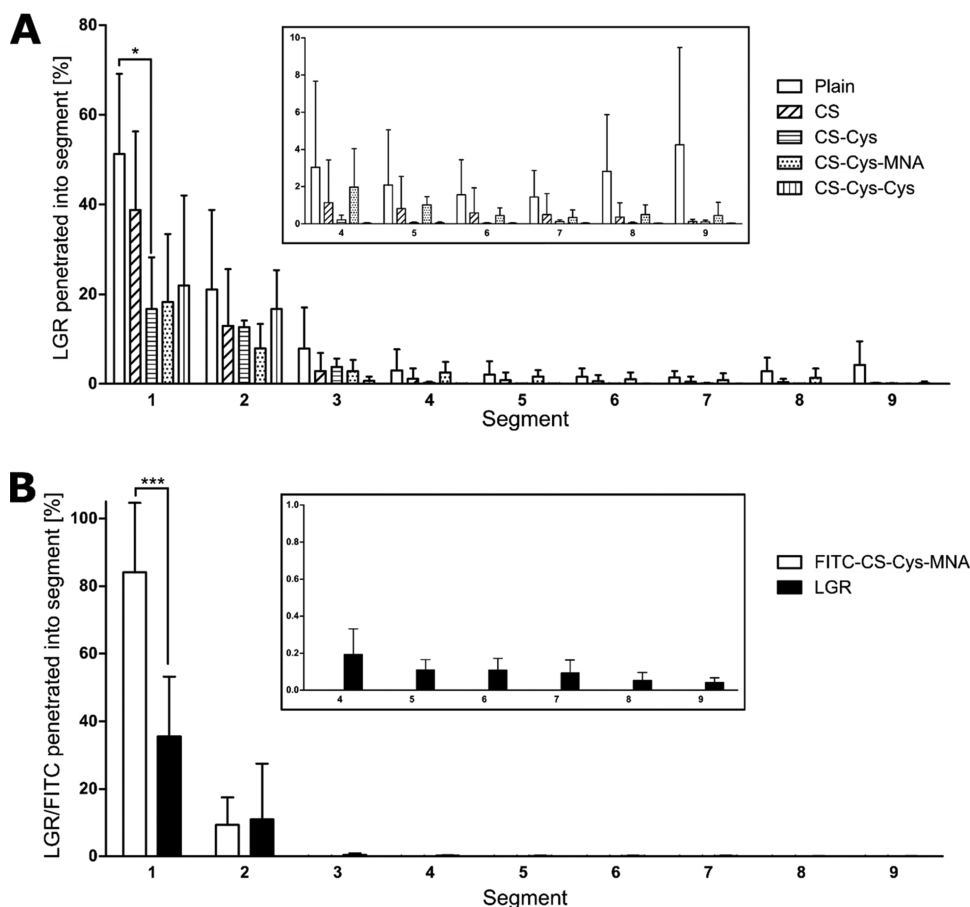 A
LGR penetrated into segment [%]
80
60
40
20
0
*
10
8
6
4
2
0
4 5 6 7 8 9
Plain
CS
CS-Cys
CS-Cys-MNA
CS-Cys-Cys
1 2 3 4 5 6 7 8 9
Segment
B
LGR/FITC penetrated into segment [%]
100
80
60
40
20
0
***
1.0
0.8
0.6
0.4
0.2
0.0
4 5 6 7 8 9
FITC-CS-Cys-MNA
LGR
1 2 3 4 5 6 7 8 9
Segment